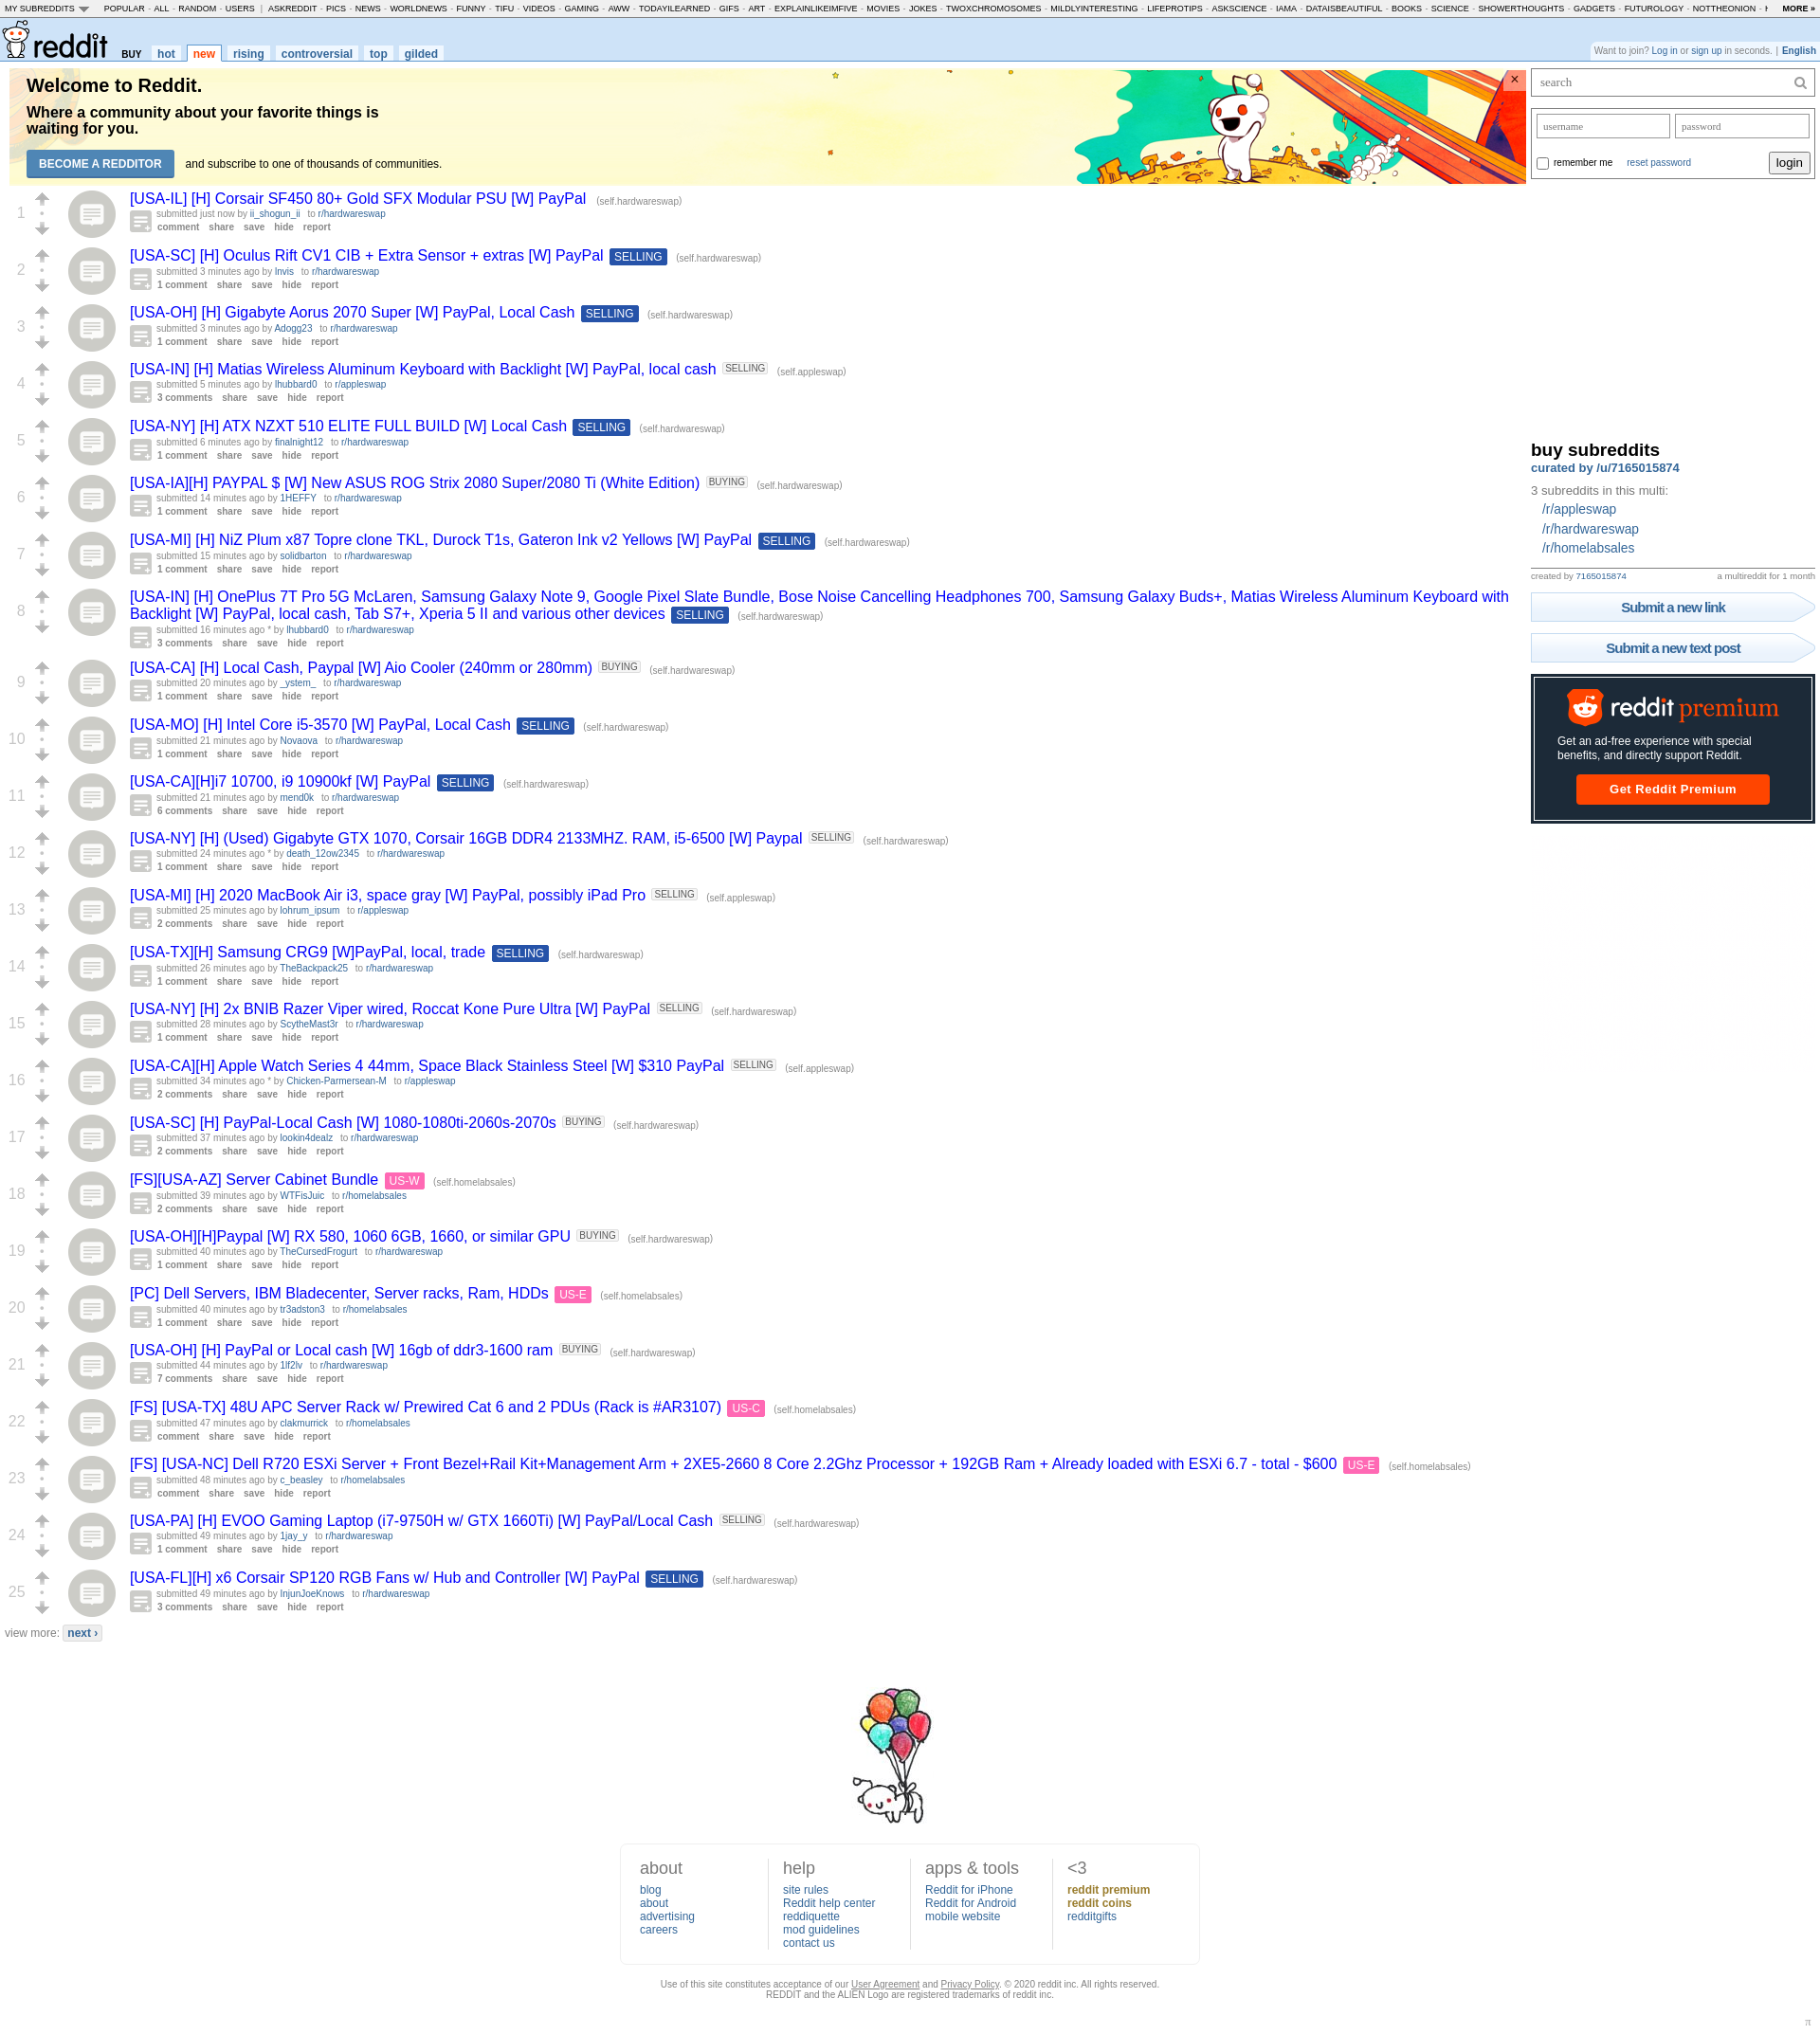 MY SUBREDDITS POPULAR - ALL - RANDOM - USERS | ASKREDDIT - PICS - NEWS - WORLDNEWS - FUNNY - TIFU - VIDEOS - GAMING - AWW - TODAYILEARNED - GIFS - ART - EXPLAINLIKEIMFIVE - MOVIES - JOKES - TWOXCHROMOSOMES - MILDLYINTERESTING - LIFEPROTIPS - ASKSCIENCE - IAMA - DATAISBEAUTIFUL - BOOKS - SCIENCE - SHOWERTHOUGHTS - GADGETS - FUTUROLOGY - NOTTHEONION - MORE »
reddit BUY hot new rising controversial top gilded
Want to join? Log in or sign up in seconds. | English
Welcome to Reddit.
Where a community about your favorite things is
waiting for you.
BECOME A REDDITOR and subscribe to one of thousands of communities.
×
1
[USA-IL] [H] Corsair SF450 80+ Gold SFX Modular PSU [W] PayPal (self.hardwareswap)
submitted just now by ii_shogun_ii to r/hardwareswap
comment share save hide report
2
[USA-SC] [H] Oculus Rift CV1 CIB + Extra Sensor + extras [W] PayPal SELLING (self.hardwareswap)
submitted 3 minutes ago by Invis to r/hardwareswap
1 comment share save hide report
3
[USA-OH] [H] Gigabyte Aorus 2070 Super [W] PayPal, Local Cash SELLING (self.hardwareswap)
submitted 3 minutes ago by Adogg23 to r/hardwareswap
1 comment share save hide report
4
[USA-IN] [H] Matias Wireless Aluminum Keyboard with Backlight [W] PayPal, local cash SELLING (self.appleswap)
submitted 5 minutes ago by lhubbard0 to r/appleswap
3 comments share save hide report
5
[USA-NY] [H] ATX NZXT 510 ELITE FULL BUILD [W] Local Cash SELLING (self.hardwareswap)
submitted 6 minutes ago by finalnight12 to r/hardwareswap
1 comment share save hide report
6
[USA-IA][H] PAYPAL $ [W] New ASUS ROG Strix 2080 Super/2080 Ti (White Edition) BUYING (self.hardwareswap)
submitted 14 minutes ago by 1HEFFY to r/hardwareswap
1 comment share save hide report
7
[USA-MI] [H] NiZ Plum x87 Topre clone TKL, Durock T1s, Gateron Ink v2 Yellows [W] PayPal SELLING (self.hardwareswap)
submitted 15 minutes ago by solidbarton to r/hardwareswap
1 comment share save hide report
8
[USA-IN] [H] OnePlus 7T Pro 5G McLaren, Samsung Galaxy Note 9, Google Pixel Slate Bundle, Bose Noise Cancelling Headphones 700, Samsung Galaxy Buds+, Matias Wireless Aluminum Keyboard with
Backlight [W] PayPal, local cash, Tab S7+, Xperia 5 II and various other devices SELLING (self.hardwareswap)
submitted 16 minutes ago * by lhubbard0 to r/hardwareswap
3 comments share save hide report
9
[USA-CA] [H] Local Cash, Paypal [W] Aio Cooler (240mm or 280mm) BUYING (self.hardwareswap)
submitted 20 minutes ago by _ystem_ to r/hardwareswap
1 comment share save hide report
10
[USA-MO] [H] Intel Core i5-3570 [W] PayPal, Local Cash SELLING (self.hardwareswap)
submitted 21 minutes ago by Novaova to r/hardwareswap
1 comment share save hide report
11
[USA-CA][H]i7 10700, i9 10900kf [W] PayPal SELLING (self.hardwareswap)
submitted 21 minutes ago by mend0k to r/hardwareswap
6 comments share save hide report
12
[USA-NY] [H] (Used) Gigabyte GTX 1070, Corsair 16GB DDR4 2133MHZ. RAM, i5-6500 [W] Paypal SELLING (self.hardwareswap)
submitted 24 minutes ago * by death_12ow2345 to r/hardwareswap
1 comment share save hide report
13
[USA-MI] [H] 2020 MacBook Air i3, space gray [W] PayPal, possibly iPad Pro SELLING (self.appleswap)
submitted 25 minutes ago by lohrum_ipsum to r/appleswap
2 comments share save hide report
14
[USA-TX][H] Samsung CRG9 [W]PayPal, local, trade SELLING (self.hardwareswap)
submitted 26 minutes ago by TheBackpack25 to r/hardwareswap
1 comment share save hide report
15
[USA-NY] [H] 2x BNIB Razer Viper wired, Roccat Kone Pure Ultra [W] PayPal SELLING (self.hardwareswap)
submitted 28 minutes ago by ScytheMast3r to r/hardwareswap
1 comment share save hide report
16
[USA-CA][H] Apple Watch Series 4 44mm, Space Black Stainless Steel [W] $310 PayPal SELLING (self.appleswap)
submitted 34 minutes ago * by Chicken-Parmersean-M to r/appleswap
2 comments share save hide report
17
[USA-SC] [H] PayPal-Local Cash [W] 1080-1080ti-2060s-2070s BUYING (self.hardwareswap)
submitted 37 minutes ago by lookin4dealz to r/hardwareswap
2 comments share save hide report
18
[FS][USA-AZ] Server Cabinet Bundle US-W (self.homelabsales)
submitted 39 minutes ago by WTFisJuic to r/homelabsales
2 comments share save hide report
19
[USA-OH][H]Paypal [W] RX 580, 1060 6GB, 1660, or similar GPU BUYING (self.hardwareswap)
submitted 40 minutes ago by TheCursedFrogurt to r/hardwareswap
1 comment share save hide report
20
[PC] Dell Servers, IBM Bladecenter, Server racks, Ram, HDDs US-E (self.homelabsales)
submitted 40 minutes ago by tr3adston3 to r/homelabsales
1 comment share save hide report
21
[USA-OH] [H] PayPal or Local cash [W] 16gb of ddr3-1600 ram BUYING (self.hardwareswap)
submitted 44 minutes ago by 1lf2lv to r/hardwareswap
7 comments share save hide report
22
[FS] [USA-TX] 48U APC Server Rack w/ Prewired Cat 6 and 2 PDUs (Rack is #AR3107) US-C (self.homelabsales)
submitted 47 minutes ago by clakmurrick to r/homelabsales
comment share save hide report
23
[FS] [USA-NC] Dell R720 ESXi Server + Front Bezel+Rail Kit+Management Arm + 2XE5-2660 8 Core 2.2Ghz Processor + 192GB Ram + Already loaded with ESXi 6.7 - total - $600 US-E (self.homelabsales)
submitted 48 minutes ago by c_beasley to r/homelabsales
comment share save hide report
24
[USA-PA] [H] EVOO Gaming Laptop (i7-9750H w/ GTX 1660Ti) [W] PayPal/Local Cash SELLING (self.hardwareswap)
submitted 49 minutes ago by 1jay_y to r/hardwareswap
1 comment share save hide report
25
[USA-FL][H] x6 Corsair SP120 RGB Fans w/ Hub and Controller [W] PayPal SELLING (self.hardwareswap)
submitted 49 minutes ago by InjunJoeKnows to r/hardwareswap
3 comments share save hide report
view more: next ›
search
username password
remember me reset password login
buy subreddits
curated by /u/7165015874
3 subreddits in this multi:
/r/appleswap
/r/hardwareswap
/r/homelabsales
created by 7165015874 a multireddit for 1 month
Submit a new link
Submit a new text post
reddit premium
Get an ad-free experience with special
benefits, and directly support Reddit.
Get Reddit Premium
about
blog
about
advertising
careers
help
site rules
Reddit help center
reddiquette
mod guidelines
contact us
apps & tools
Reddit for iPhone
Reddit for Android
mobile website
<3
reddit premium
reddit coins
redditgifts
Use of this site constitutes acceptance of our User Agreement and Privacy Policy. © 2020 reddit inc. All rights reserved.
REDDIT and the ALIEN Logo are registered trademarks of reddit inc.
π